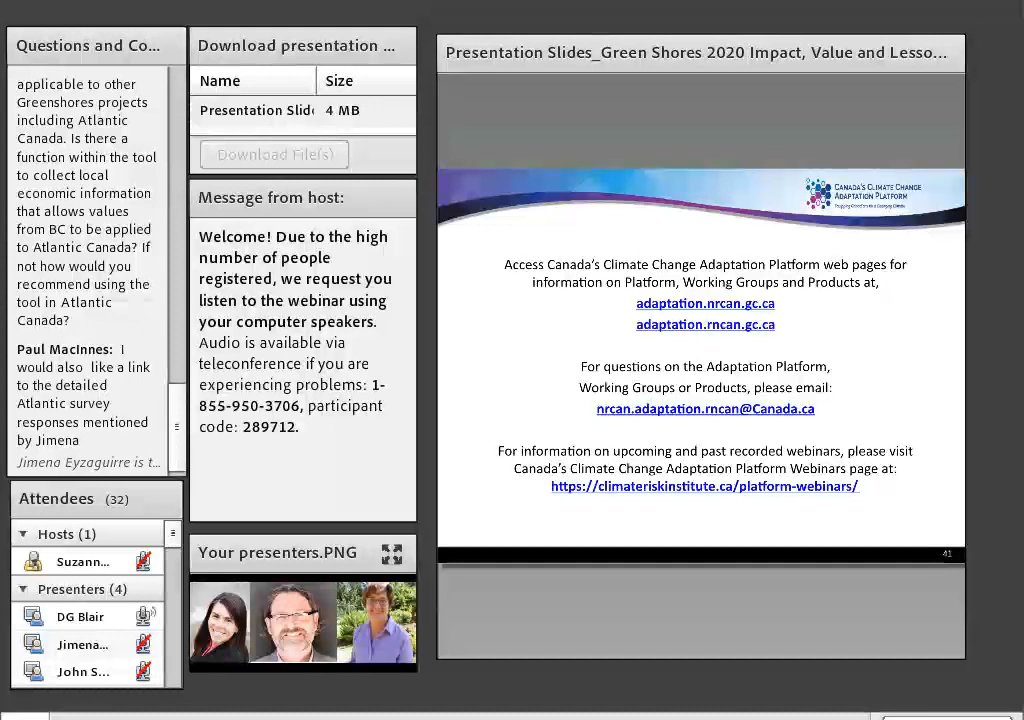 Questions and Co...
applicable to other
Greenshores projects
including Atlantic
Canada. Is there a
function within the tool
to collect local
economic information
that allows values
from BC to be applied
to Atlantic Canada? If
not how would you
recommend using the
tool in Atlantic
Canada?
Paul MacInnes: I
would also like a link
to the detailed
Atlantic survey
responses mentioned
by Jimena
Jimena Eyzaguirre is t...
Attendees (32)
Hosts (1)
Suzann...
Presenters (4)
DG Blair
Jimena...
John S...
Download presentation ...
Name Size
Presentation Slid 4 MB
Download File(s)
Message from host:
Welcome! Due to the high
number of people
registered, we request you
listen to the webinar using
your computer speakers.
Audio is available via
teleconference if you are
experiencing problems: 1-
855-950-3706, participant
code: 289712.
Your presenters.PNG
Presentation Slides_Green Shores 2020 Impact, Value and Lesso...
CANADA'S CLIMATE CHANGE
ADAPTATION PLATFORM
Access Canada's Climate Change Adaptation Platform web pages for
information on Platform, Working Groups and Products at,
adaptation.nrcan.gc.ca
adaptation.rncan.gc.ca
For questions on the Adaptation Platform,
Working Groups or Products, please email:
nrcan.adaptation.rncan@Canada.ca
For information on upcoming and past recorded webinars, please visit
Canada's Climate Change Adaptation Platform Webinars page at:
https://climateriskinstitute.ca/platform-webinars/
41